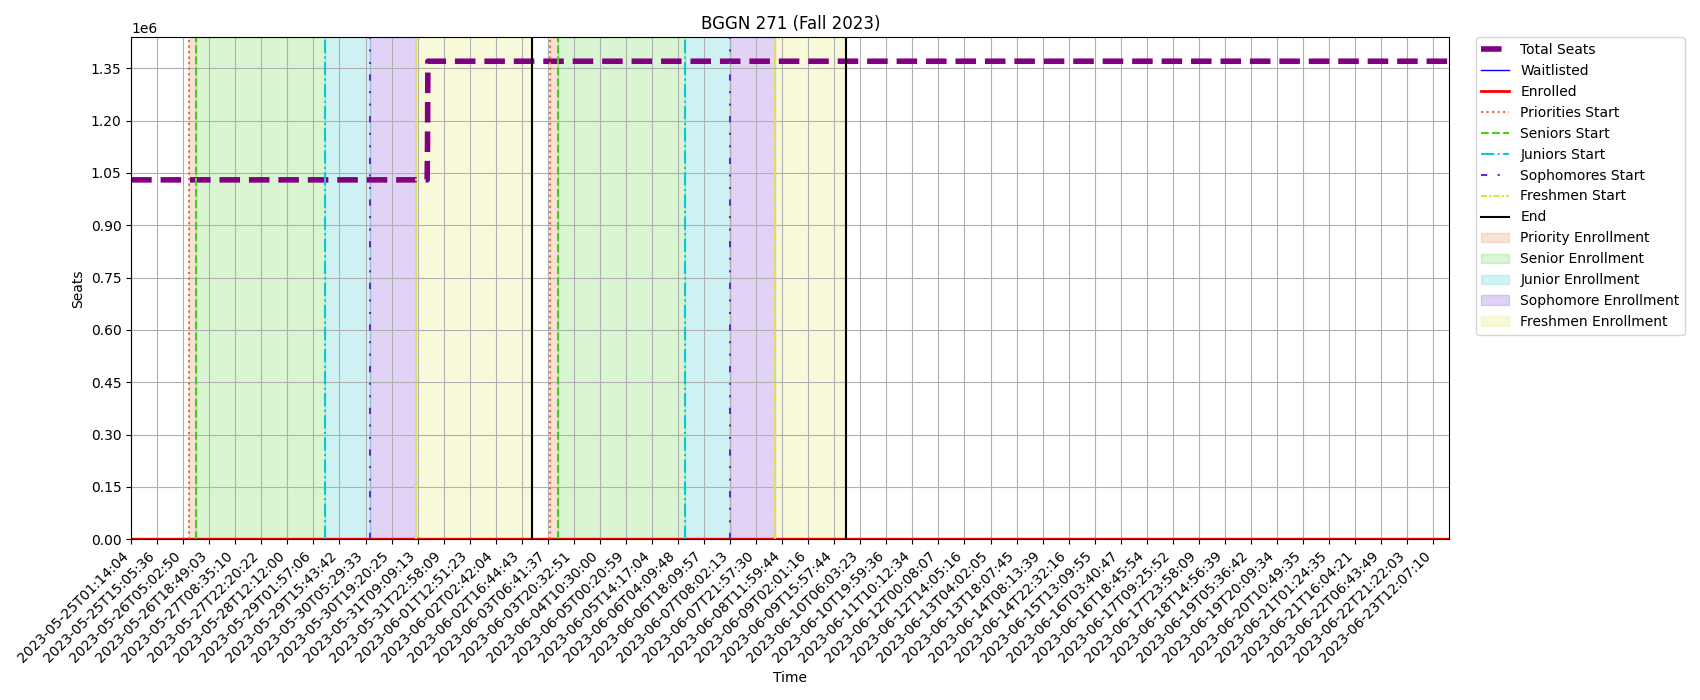 BGGN 271 (Fall 2023)
1e6
1.35
1.20
1.05
0.90
0.75
0.60
0.45
0.30
0.15
0.00
Seats
2023-05-25T01:14:04
2023-05-25T15:05:36
2023-05-26T05:02:50
2023-05-26T18:49:03
2023-05-27T08:35:10
2023-05-27T22:20:22
2023-05-28T12:12:00
2023-05-29T01:57:06
2023-05-29T15:43:42
2023-05-30T05:29:33
2023-05-30T19:20:25
2023-05-31T09:09:13
2023-05-31T22:58:09
2023-06-01T12:51:23
2023-06-02T02:42:04
2023-06-02T16:44:43
2023-06-03T06:41:37
2023-06-03T20:32:51
2023-06-04T10:30:00
2023-06-05T00:20:59
2023-06-05T14:17:04
2023-06-06T04:09:48
2023-06-06T18:09:57
2023-06-07T08:02:13
2023-06-07T21:57:30
2023-06-08T11:59:44
2023-06-09T02:01:16
2023-06-09T15:57:44
2023-06-10T06:03:23
2023-06-10T19:59:36
2023-06-11T10:12:34
2023-06-12T00:08:07
2023-06-12T14:05:16
2023-06-13T04:02:05
2023-06-13T18:07:45
2023-06-14T08:13:39
2023-06-14T22:32:16
2023-06-15T13:09:55
2023-06-16T03:40:47
2023-06-16T18:45:54
2023-06-17T09:25:52
2023-06-17T23:58:09
2023-06-18T14:56:39
2023-06-19T05:36:42
2023-06-19T20:09:34
2023-06-20T10:49:35
2023-06-21T01:24:35
2023-06-21T16:04:21
2023-06-22T06:43:49
2023-06-22T21:22:03
2023-06-23T12:07:10
Time
Total Seats
Waitlisted
Enrolled
Priorities Start
Seniors Start
Juniors Start
Sophomores Start
Freshmen Start
End
Priority Enrollment
Senior Enrollment
Junior Enrollment
Sophomore Enrollment
Freshmen Enrollment